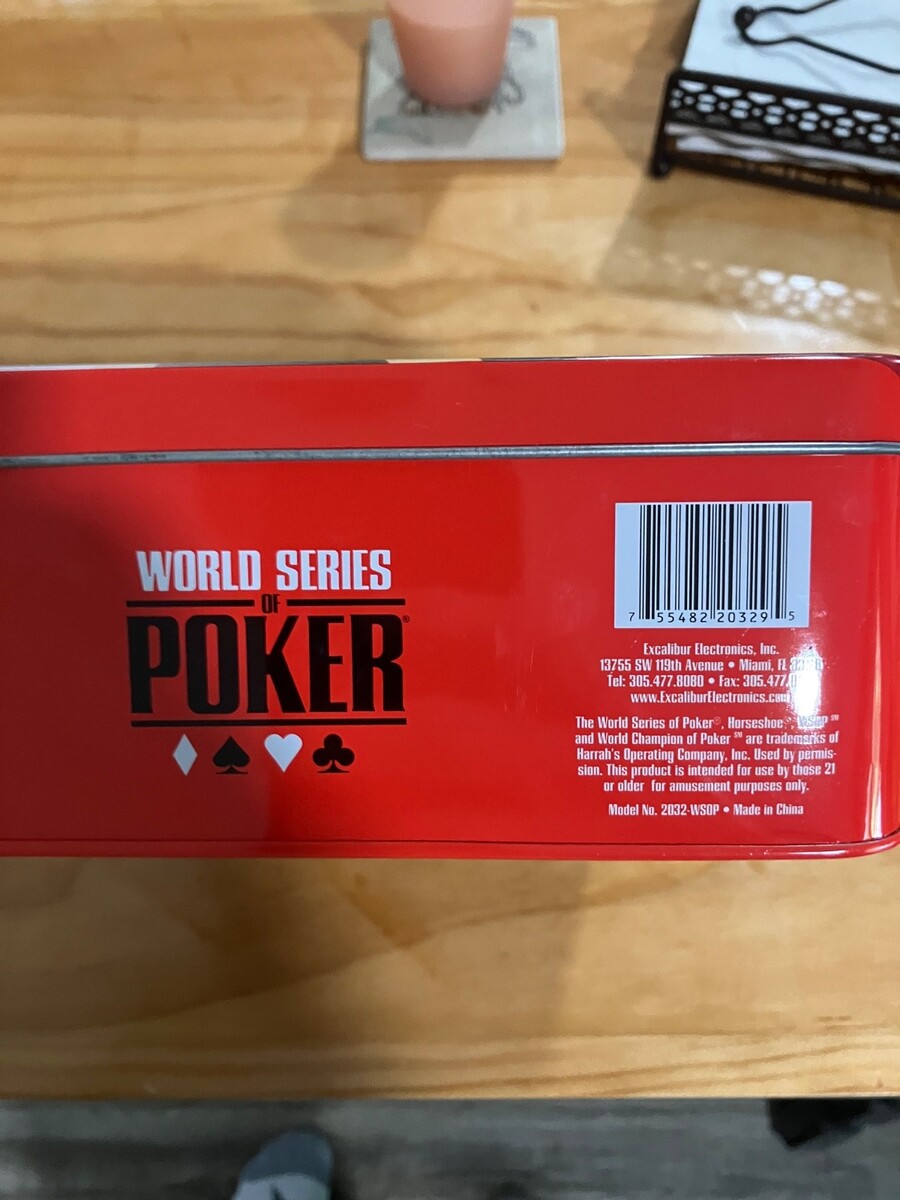 WORLD SERIES
OF
POKER®
7 55482 20329 5
Excalibur Electronics, Inc.
13755 SW 119th Avenue • Miami, FL
Tel: 305.477.8080 • Fax: 305.477.
www.ExcaliburElectronics.com
The World Series of Poker®, Horseshoe®, WSOP℠
and World Champion of Poker℠ are trademarks of
Harrah's Operating Company, Inc. Used by permis-
sion. This product is intended for use by those 21
or older for amusement purposes only.
Model No. 2032-WSOP • Made in China